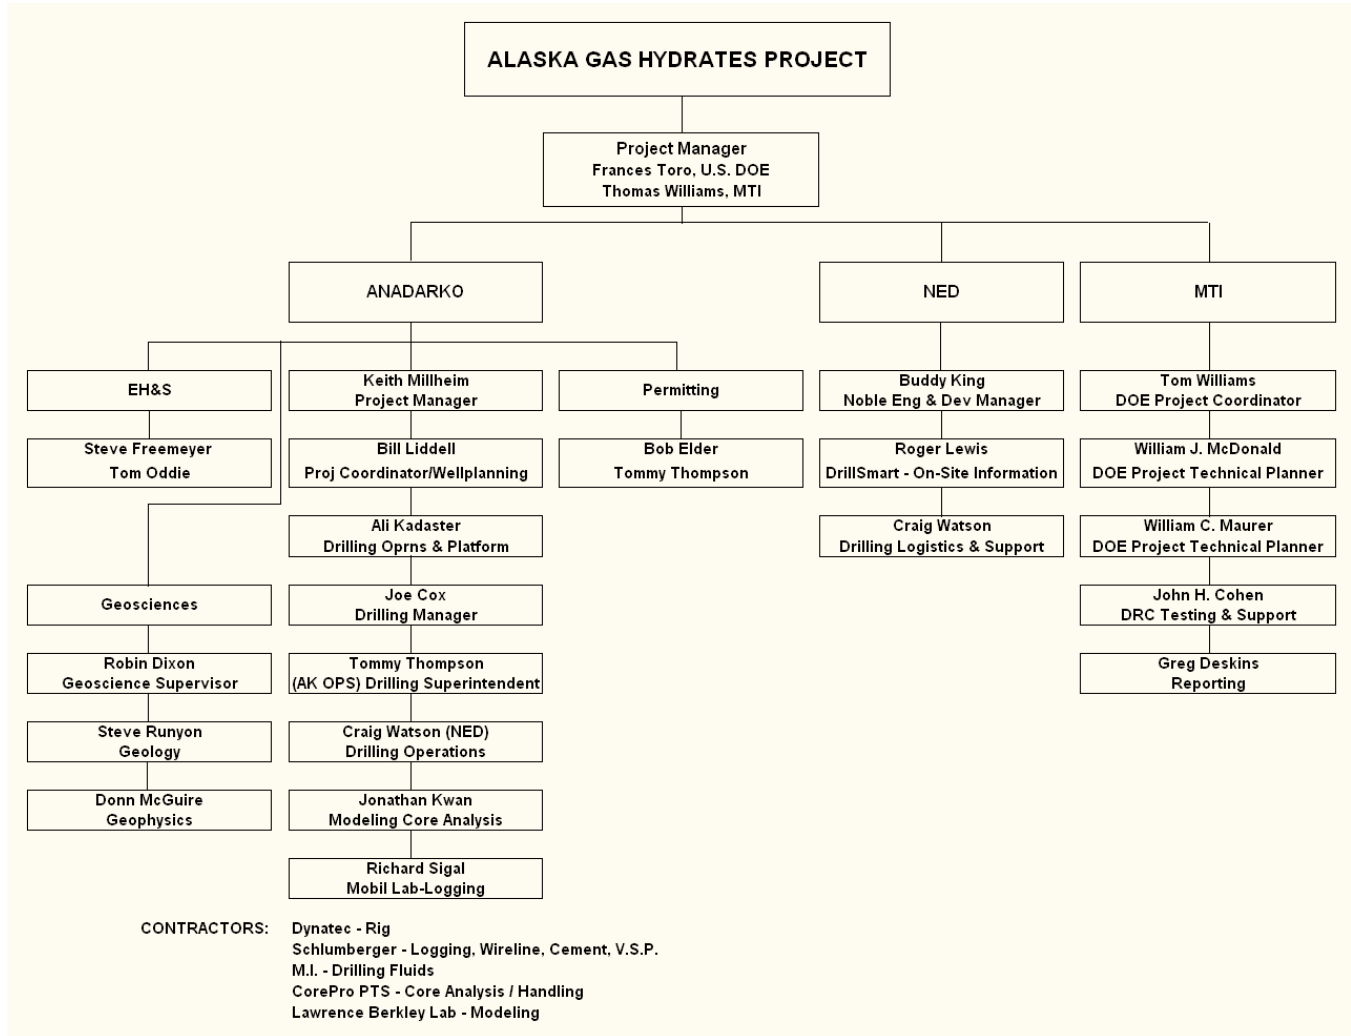 ALASKA GAS HYDRATES PROJECT
Project Manager
Frances Toro, U.S. DOE
Thomas Williams, MTI
ANADARKO
NED
MTI
EH&S
Steve Freemeyer
Tom Oddie
Geosciences
Robin Dixon
Geoscience Supervisor
Steve Runyon
Geology
Donn McGuire
Geophysics
Keith Millheim
Project Manager
Bill Liddell
Proj Coordinator/Wellplanning
Ali Kadaster
Drilling Oprns & Platform
Joe Cox
Drilling Manager
Tommy Thompson
(AK OPS) Drilling Superintendent
Craig Watson (NED)
Drilling Operations
Jonathan Kwan
Modeling Core Analysis
Richard Sigal
Mobil Lab-Logging
Permitting
Bob Elder
Tommy Thompson
Buddy King
Noble Eng & Dev Manager
Roger Lewis
DrillSmart - On-Site Information
Craig Watson
Drilling Logistics & Support
Tom Williams
DOE Project Coordinator
William J. McDonald
DOE Project Technical Planner
William C. Maurer
DOE Project Technical Planner
John H. Cohen
DRC Testing & Support
Greg Deskins
Reporting
CONTRACTORS: Dynatec - Rig
Schlumberger - Logging, Wireline, Cement, V.S.P.
M.I. - Drilling Fluids
CorePro PTS - Core Analysis / Handling
Lawrence Berkley Lab - Modeling